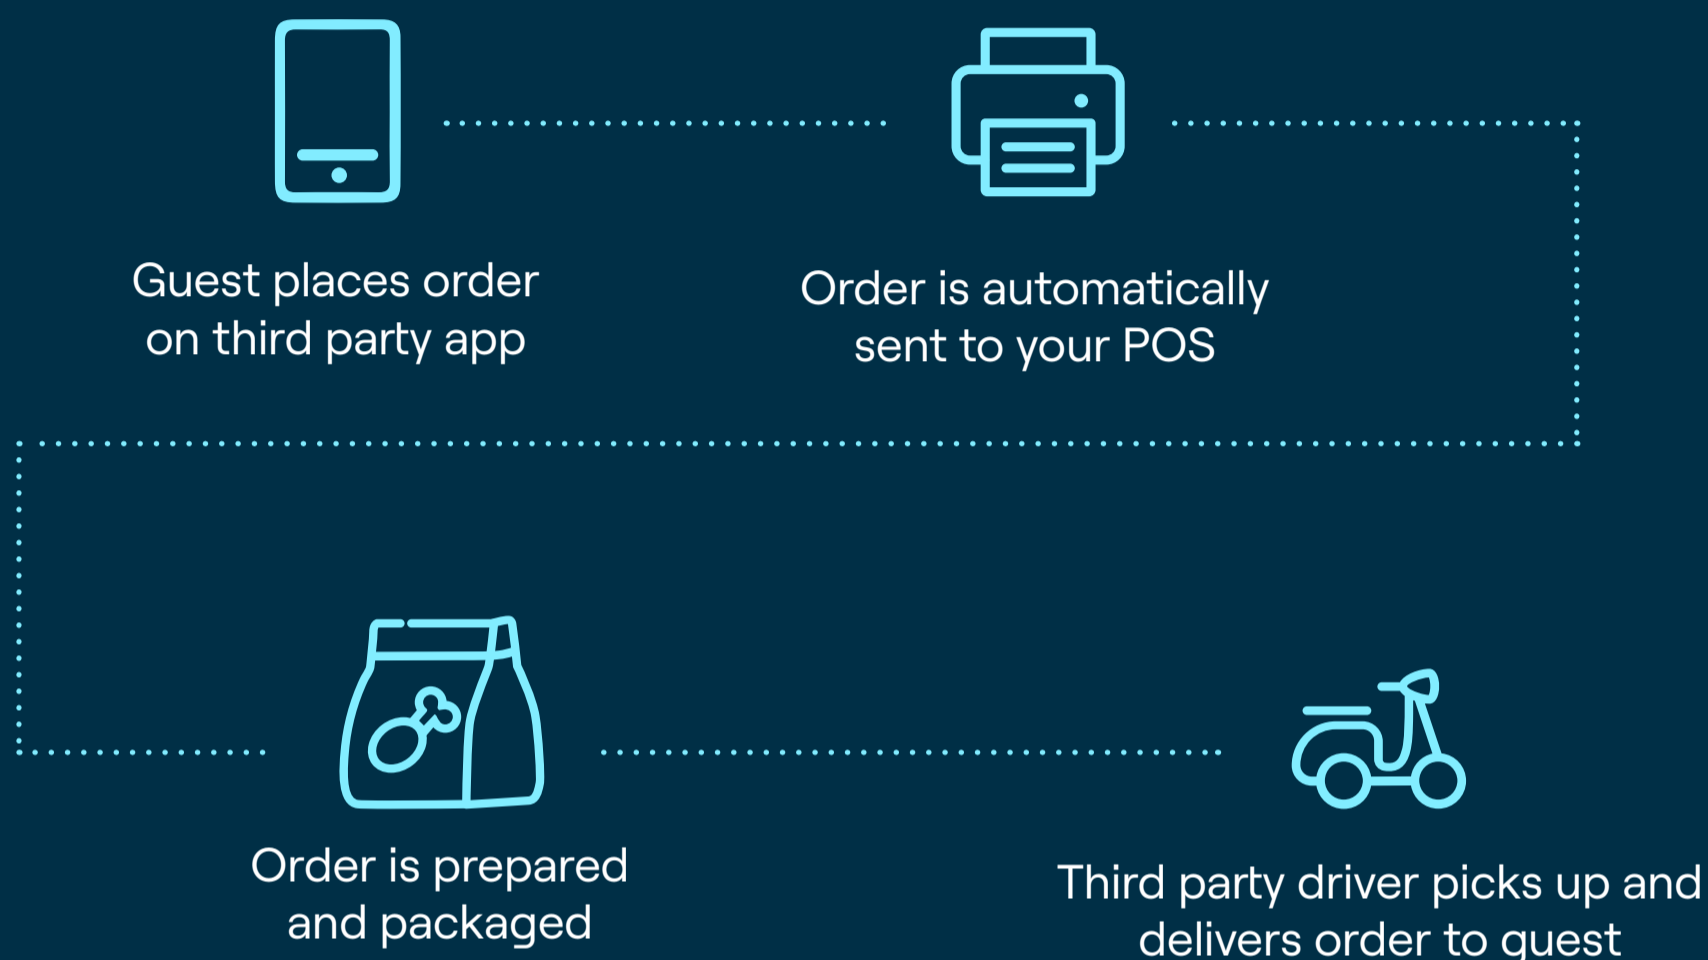 Guest places order
on third party app
Order is automatically
sent to your POS
Order is prepared
and packaged
Third party driver picks up and
delivers order to guest